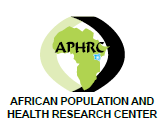 APHRC
AFRICAN POPULATION AND
HEALTH RESEARCH CENTER